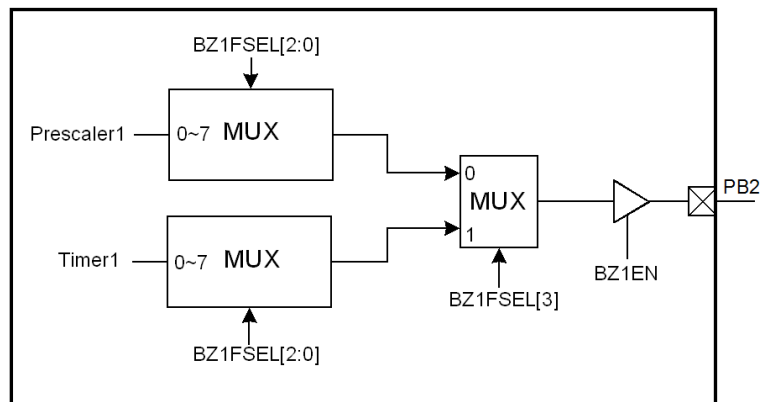 BZ1FSEL[2:0]
Prescaler1
0~7 MUX
0
MUX
1
PB2
Timer1
0~7 MUX
BZ1EN
BZ1FSEL[3]
BZ1FSEL[2:0]